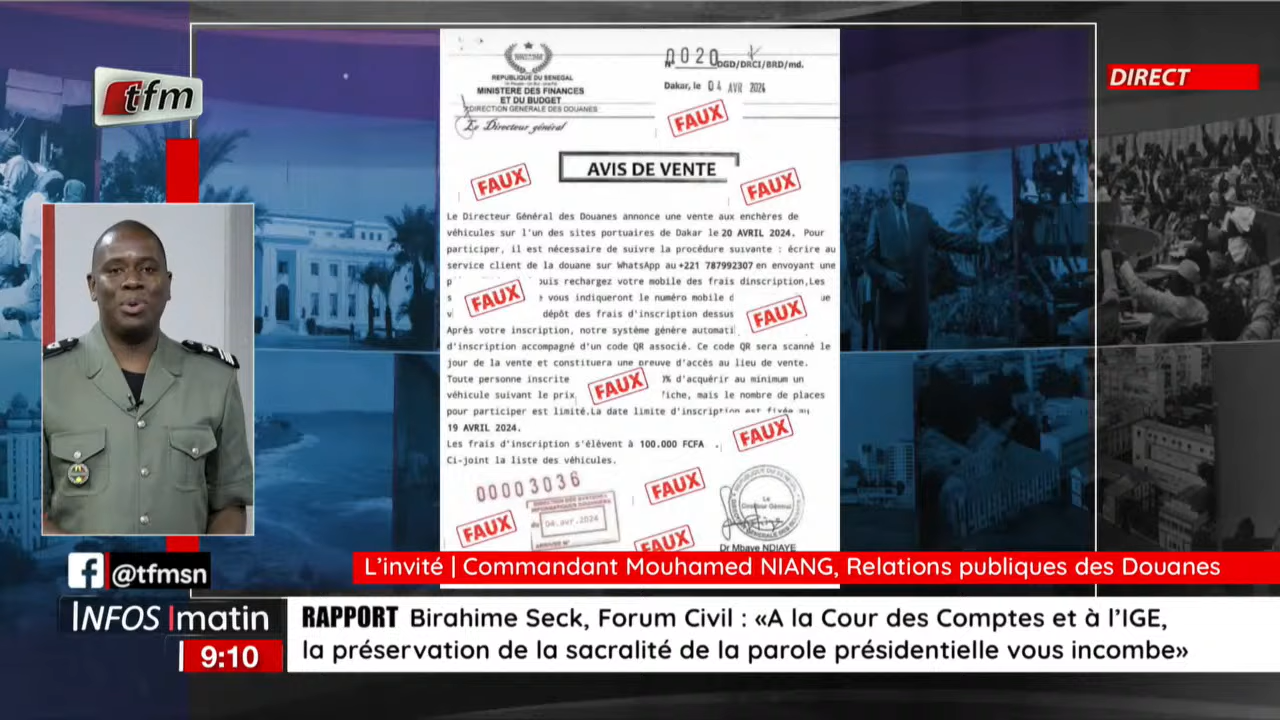 tfm
DIRECT
REPUBLIQUE DU SENEGAL
MINISTERE DES FINANCES
ET DU BUDGET
DIRECTION GENERALE DES DOUANES
Le Directeur général
N° 0020 DGD/DRCI/BRD/md.
Dakar, le 04 AVR 2024
FAUX
AVIS DE VENTE
FAUX
FAUX
Le Directeur Général des Douanes annonce une vente aux enchères de
véhicules sur l'un des sites portuaires de Dakar le 20 AVRIL 2024. Pour
participer, il est nécessaire de suivre la procédure suivante : écrire au
service client de la douane sur WhatsApp au +221 787992307 en envoyant une
uis rechargez votre mobile des frais dinscription,Les
FAUX
vous indiqueront le numéro mobile d ue
dépôt des frais d'inscription dessus
FAUX
Après votre inscription, notre système génère automati
d'inscription accompagné d'un code QR associé. Ce code QR sera scanné le
jour de la vente et constituera une preuve d'accès au lieu de vente.
Toute personne inscrite % d'acquérir au minimum un
FAUX
véhicule suivant le prix fiche, mais le nombre de places
pour participer est limité.La date limite d'inscription est fixée au
19 AVRIL 2024.
FAUX
Les frais d'inscription s'élèvent à 100.000 FCFA .
Ci-joint la liste des véhicules.
00003036
FAUX
DIRECTION DES SYSTEMES
INFORMATIQUES DOUANIERS
du 04.avr.2024
FAUX
FAUX
Le
Directeur Général
Dr Mbaye NDIAYE
L'invité | Commandant Mouhamed NIANG, Relations publiques des Douanes
@tfmsn
INFOS matin
9:10
RAPPORT Birahime Seck, Forum Civil : «A la Cour des Comptes et à l'IGE,
la préservation de la sacralité de la parole présidentielle vous incombe»